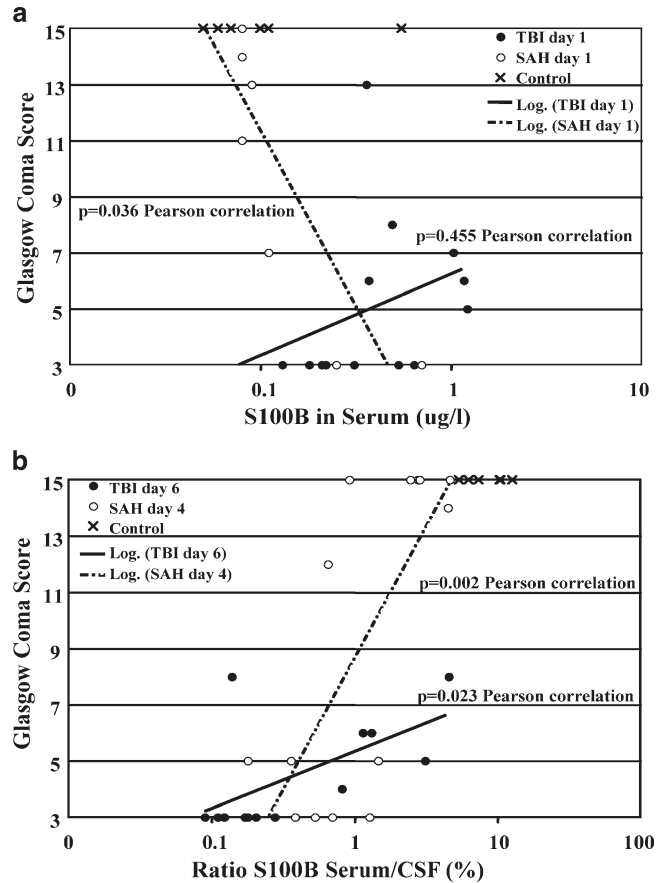 a
15
13
11
9
7
5
3
Glasgow Coma Score
TBI day 1
SAH day 1
Control
Log. (TBI day 1)
Log. (SAH day 1)
p=0.036 Pearson correlation
p=0.455 Pearson correlation
0 0.1 1 10
S100B in Serum (ug/l)
b
15
13
11
9
7
5
3
Glasgow Coma Score
TBI day 6
SAH day 4
Control
Log. (TBI day 6)
Log. (SAH day 4)
p=0.002 Pearson correlation
p=0.023 Pearson correlation
0 0.1 1 10 100
Ratio S100B Serum/CSF (%)